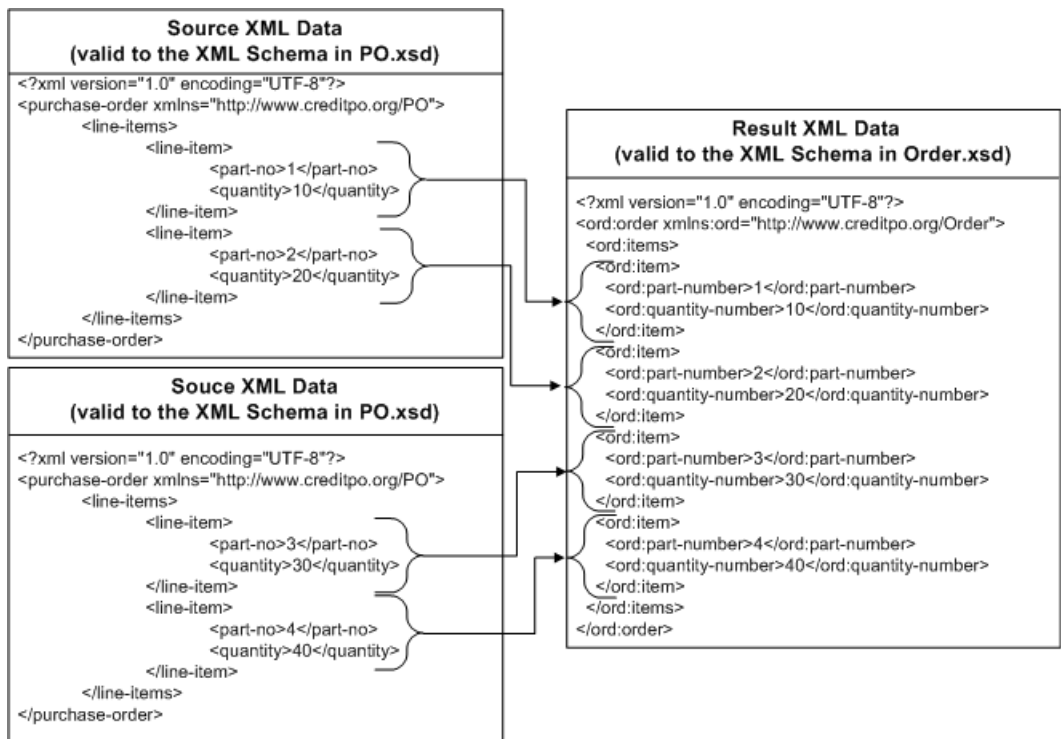 Source XML Data
(valid to the XML Schema in PO.xsd)
<?xml version="1.0" encoding="UTF-8"?>
<purchase-order xmlns="http://www.creditpo.org/PO">
<line-items>
<line-item>
<part-no>1</part-no>
<quantity>10</quantity>
</line-item>
<line-item>
<part-no>2</part-no>
<quantity>20</quantity>
</line-item>
</line-items>
</purchase-order>
Souce XML Data
(valid to the XML Schema in PO.xsd)
<?xml version="1.0" encoding="UTF-8"?>
<purchase-order xmlns="http://www.creditpo.org/PO">
<line-items>
<line-item>
<part-no>3</part-no>
<quantity>30</quantity>
</line-item>
<line-item>
<part-no>4</part-no>
<quantity>40</quantity>
</line-item>
</line-items>
</purchase-order>
Result XML Data
(valid to the XML Schema in Order.xsd)
<?xml version="1.0" encoding="UTF-8"?>
<ord:order xmlns:ord="http://www.creditpo.org/Order">
<ord:items>
<ord:item>
<ord:part-number>1</ord:part-number>
<ord:quantity-number>10</ord:quantity-number>
</ord:item>
<ord:item>
<ord:part-number>2</ord:part-number>
<ord:quantity-number>20</ord:quantity-number>
</ord:item>
<ord:item>
<ord:part-number>3</ord:part-number>
<ord:quantity-number>30</ord:quantity-number>
</ord:item>
<ord:item>
<ord:part-number>4</ord:part-number>
<ord:quantity-number>40</ord:quantity-number>
</ord:item>
</ord:items>
</ord:order>